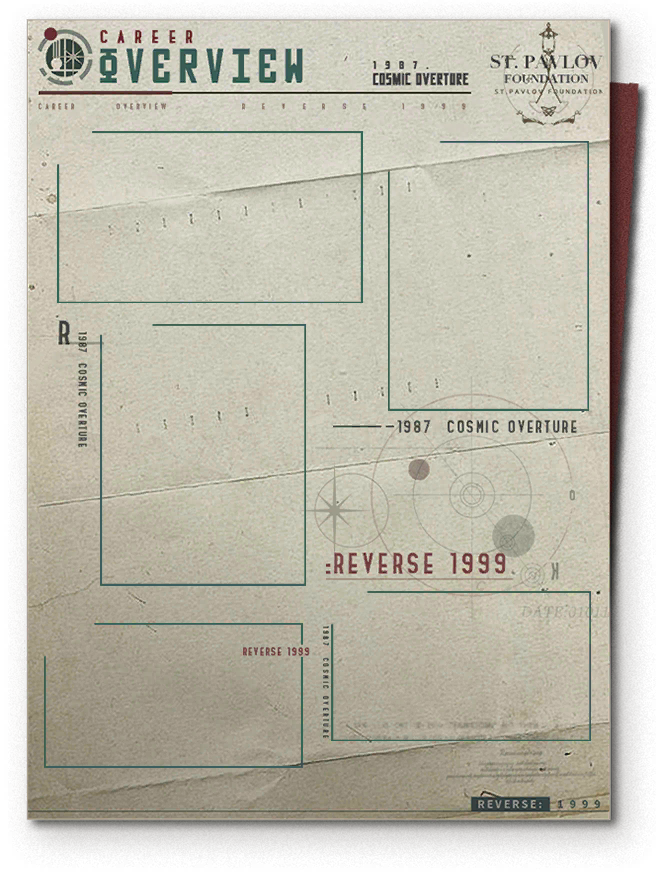 CAREER
OVERVIEW
1987.
COSMIC OVERTURE
ST. PAVLOV
FOUNDATION
ST PAVLOV FOUNDATION
CAREER OVERVIEW REVERSE 1999
R
1987 COSMIC OVERTURE
1987 COSMIC OVERTURE
:REVERSE 1999.
K
REVERSE 1999
1987 COSMIC OVERTURE
REVERSE: 1999